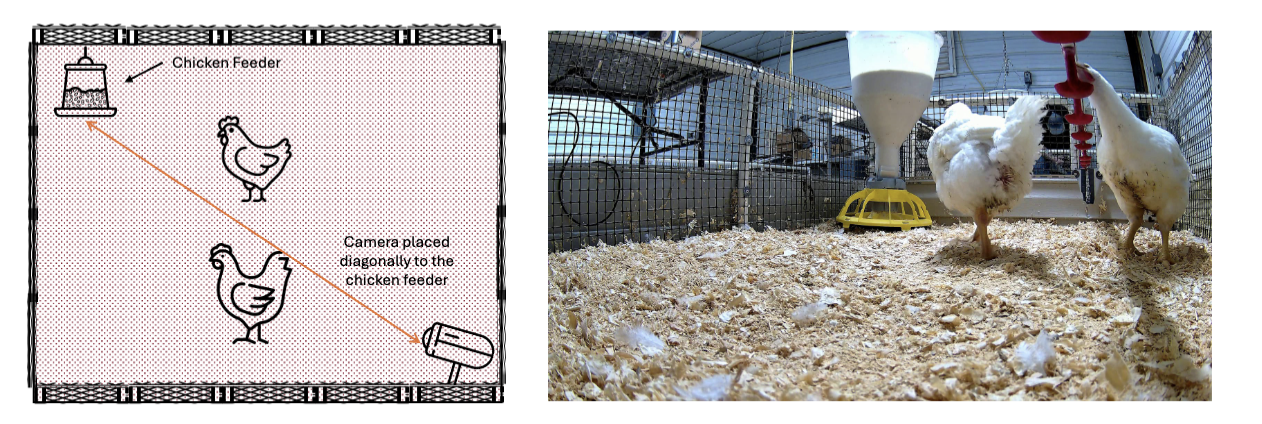 Chicken Feeder
Camera placed
diagonally to the
chicken feeder